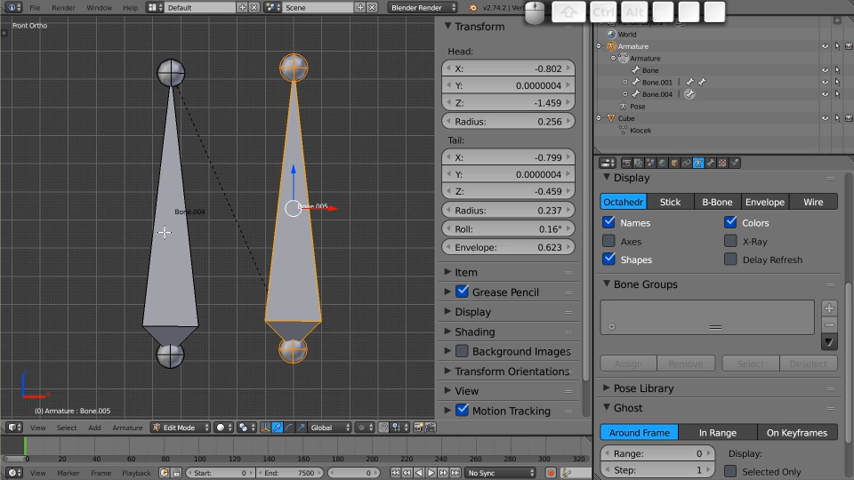 File Render Window Help Default Scene Blender Render v2.74.2 | Ve
Ctrl Alt
Front Ortho
Bone.004
Bone.005
(0) Armature : Bone.005
Transform
Head:
X: -0.802
Y: 0.0000004
Z: -1.459
Radius: 0.256
Tail:
X: -0.799
Y: 0.0000004
Z: -0.459
Radius: 0.237
Roll: 0.16°
Envelope: 0.623
Item
Grease Pencil
Display
Shading
Background Images
Transform Orientations
View
Motion Tracking
World
Armature
Armature
Bone
Bone.001
Bone.004
Pose
Cube
Klocek
Display
Octahedr Stick B-Bone Envelope Wire
Names Colors
Axes X-Ray
Shapes Delay Refresh
Bone Groups
Assign Remove Select Deselect
Pose Library
Ghost
Around Frame In Range On Keyframes
Range: 0 Display:
Step: 1 Selected Only
View Select Add Armature Edit Mode Global
0 20 40 60 80 100 120 140 160 180 200 220 240 260 280 300 320
View Marker Frame Playback Start: 0 End: 7500 0 No Sync